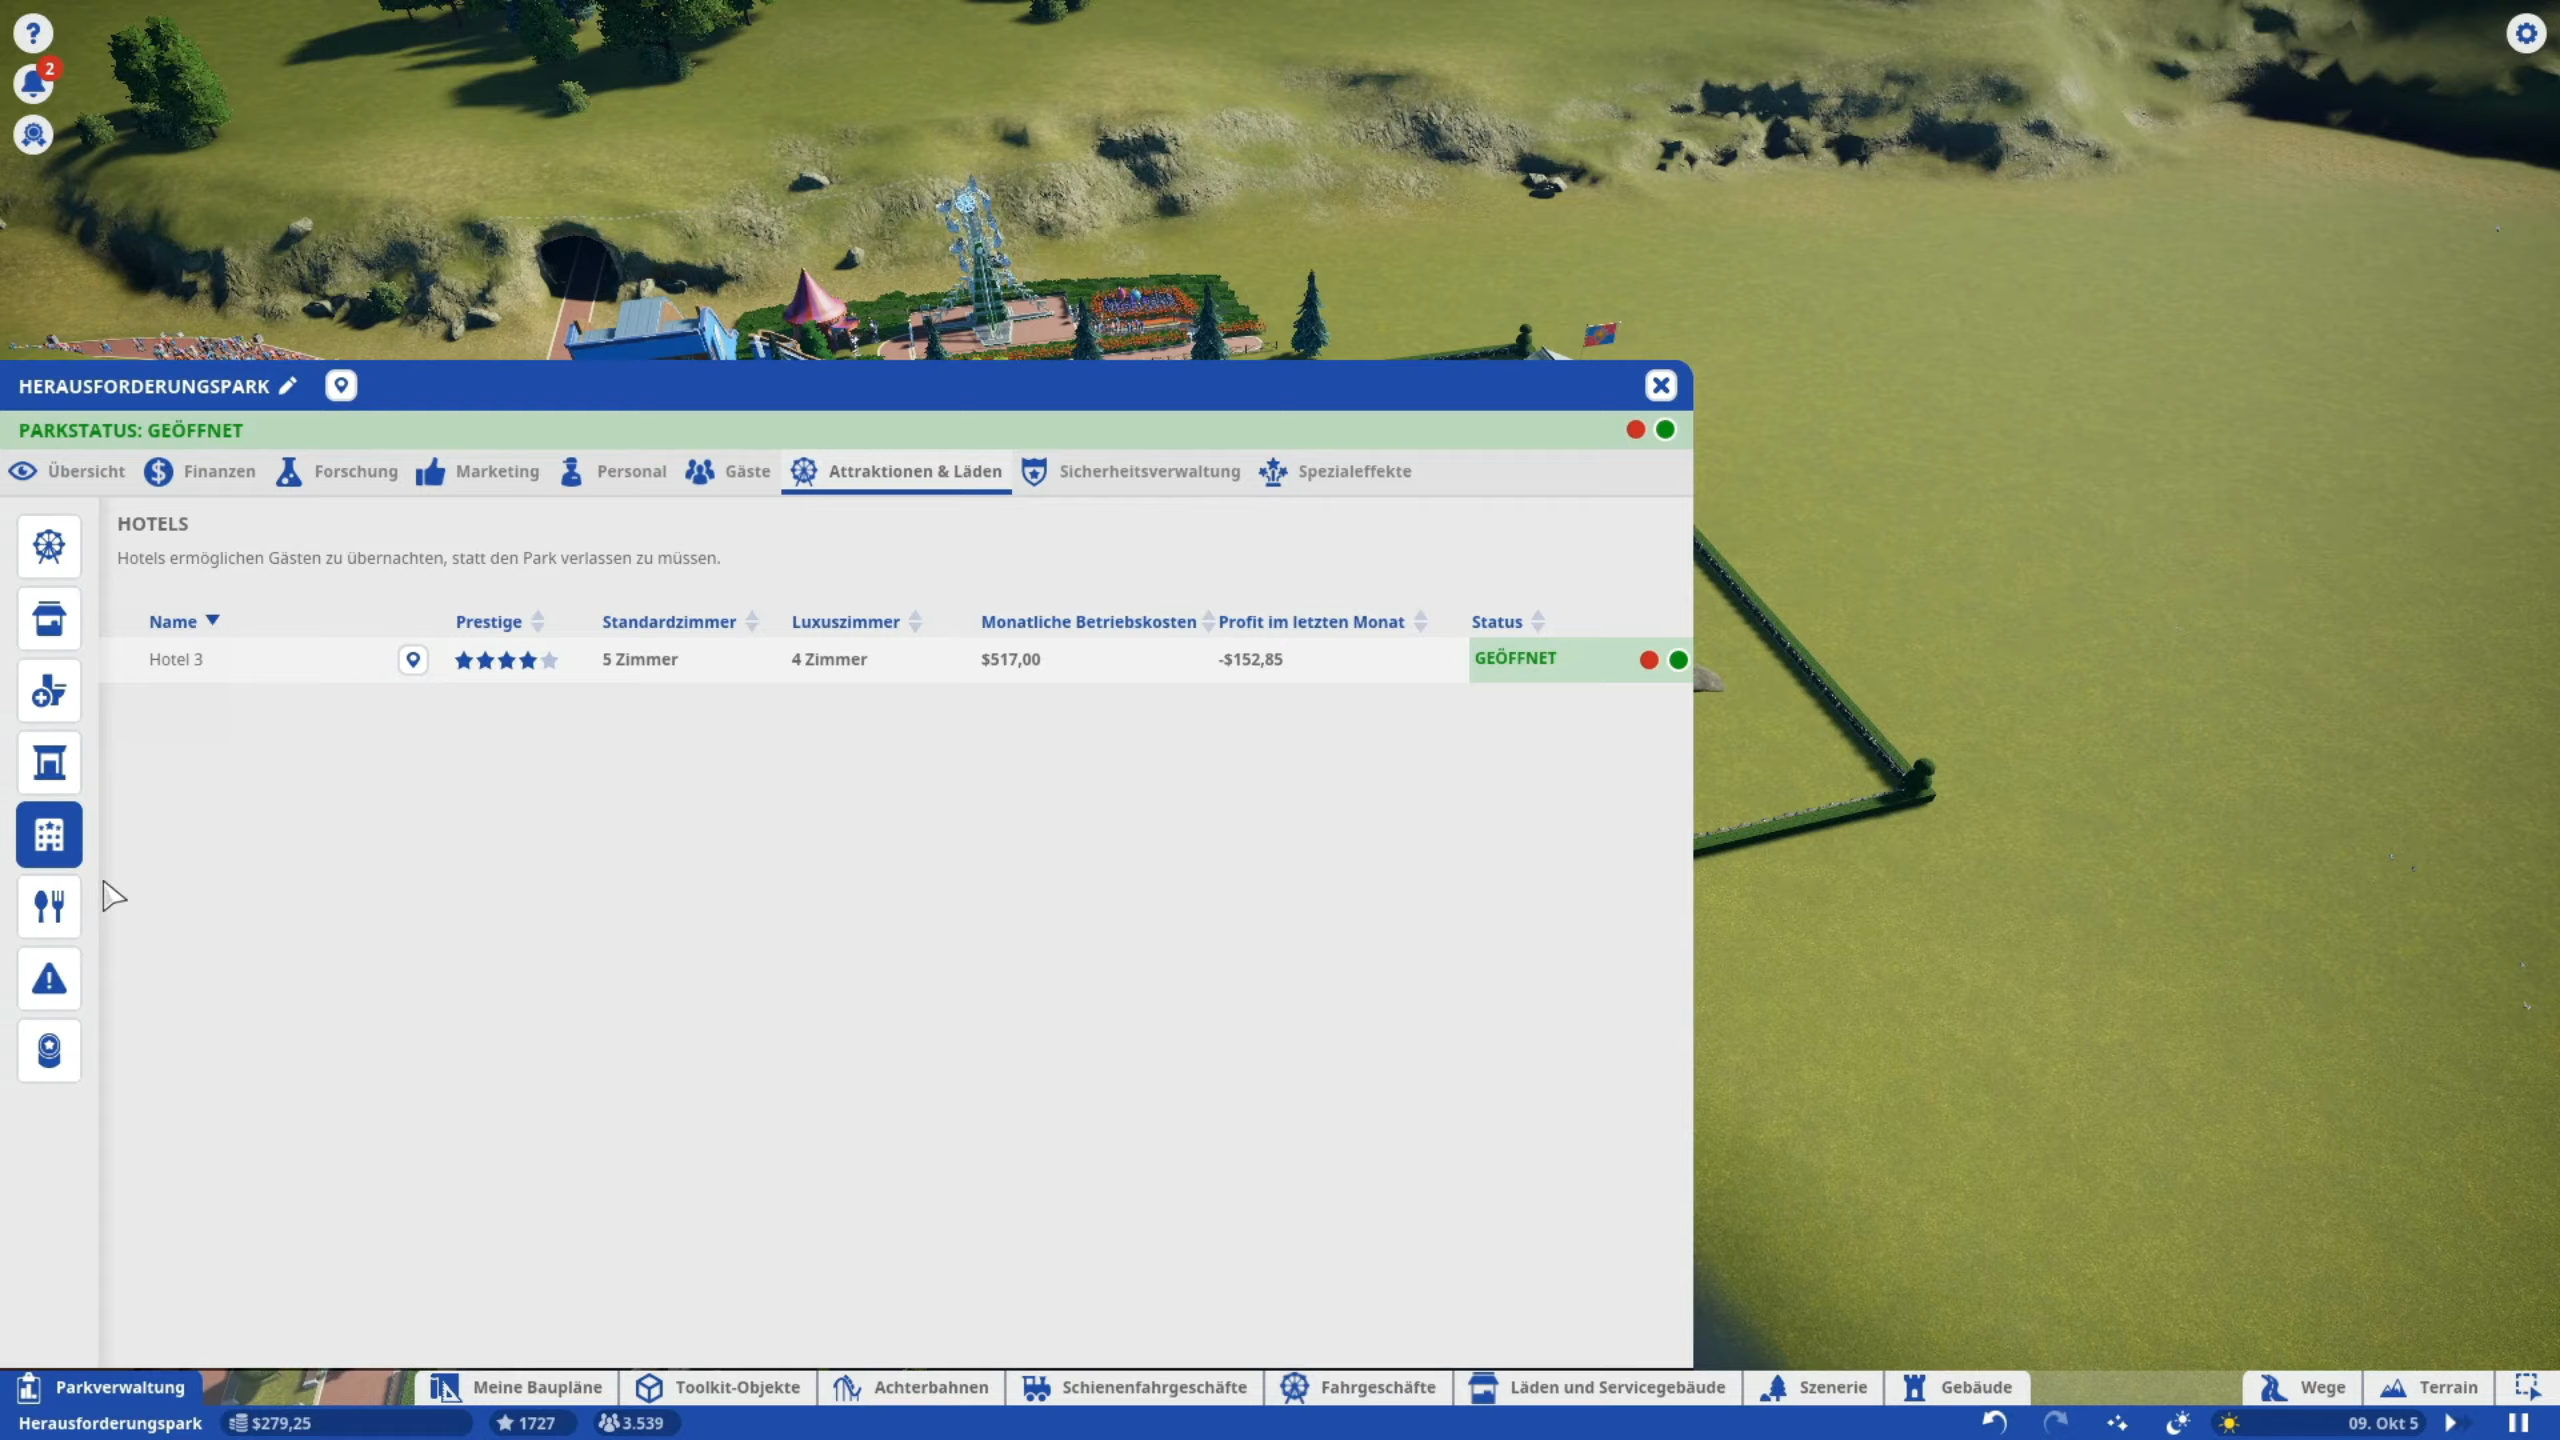 2
HERAUSFORDERUNGSPARK
PARKSTATUS: GEÖFFNET
Übersicht Finanzen Forschung Marketing Personal Gäste Attraktionen & Läden Sicherheitsverwaltung Spezialeffekte
HOTELS
Hotels ermöglichen Gästen zu übernachten, statt den Park verlassen zu müssen.
Name Prestige Standardzimmer Luxuszimmer Monatliche Betriebskosten Profit im letzten Monat Status
Hotel 3 5 Zimmer 4 Zimmer $517,00 -$152,85 GEÖFFNET
Parkverwaltung Meine Baupläne Toolkit-Objekte Achterbahnen Schienenfahrgeschäfte Fahrgeschäfte Läden und Servicegebäude Szenerie Gebäude Wege Terrain
Herausforderungspark $279,25 1727 3.539 09. Okt 5